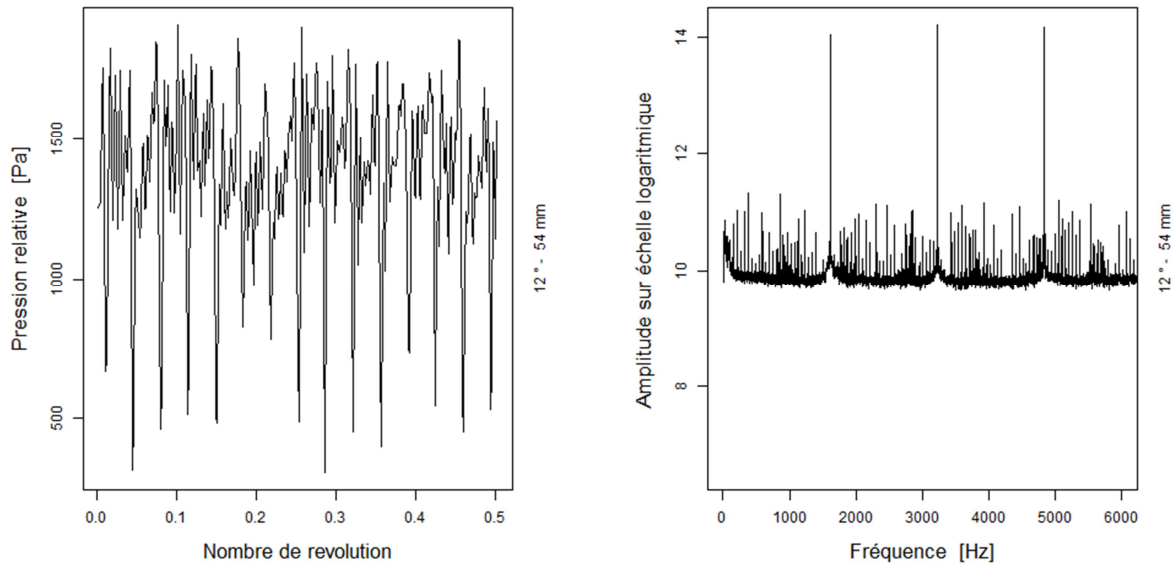 Pression relative [Pa]
1500
1000
500
0.0 0.1 0.2 0.3 0.4 0.5
Nombre de revolution
12 ° - 54 mm
Amplitude sur échelle logaritmique
14
12
10
8
0 1000 2000 3000 4000 5000 6000
Fréquence [Hz]
12 ° - 54 mm